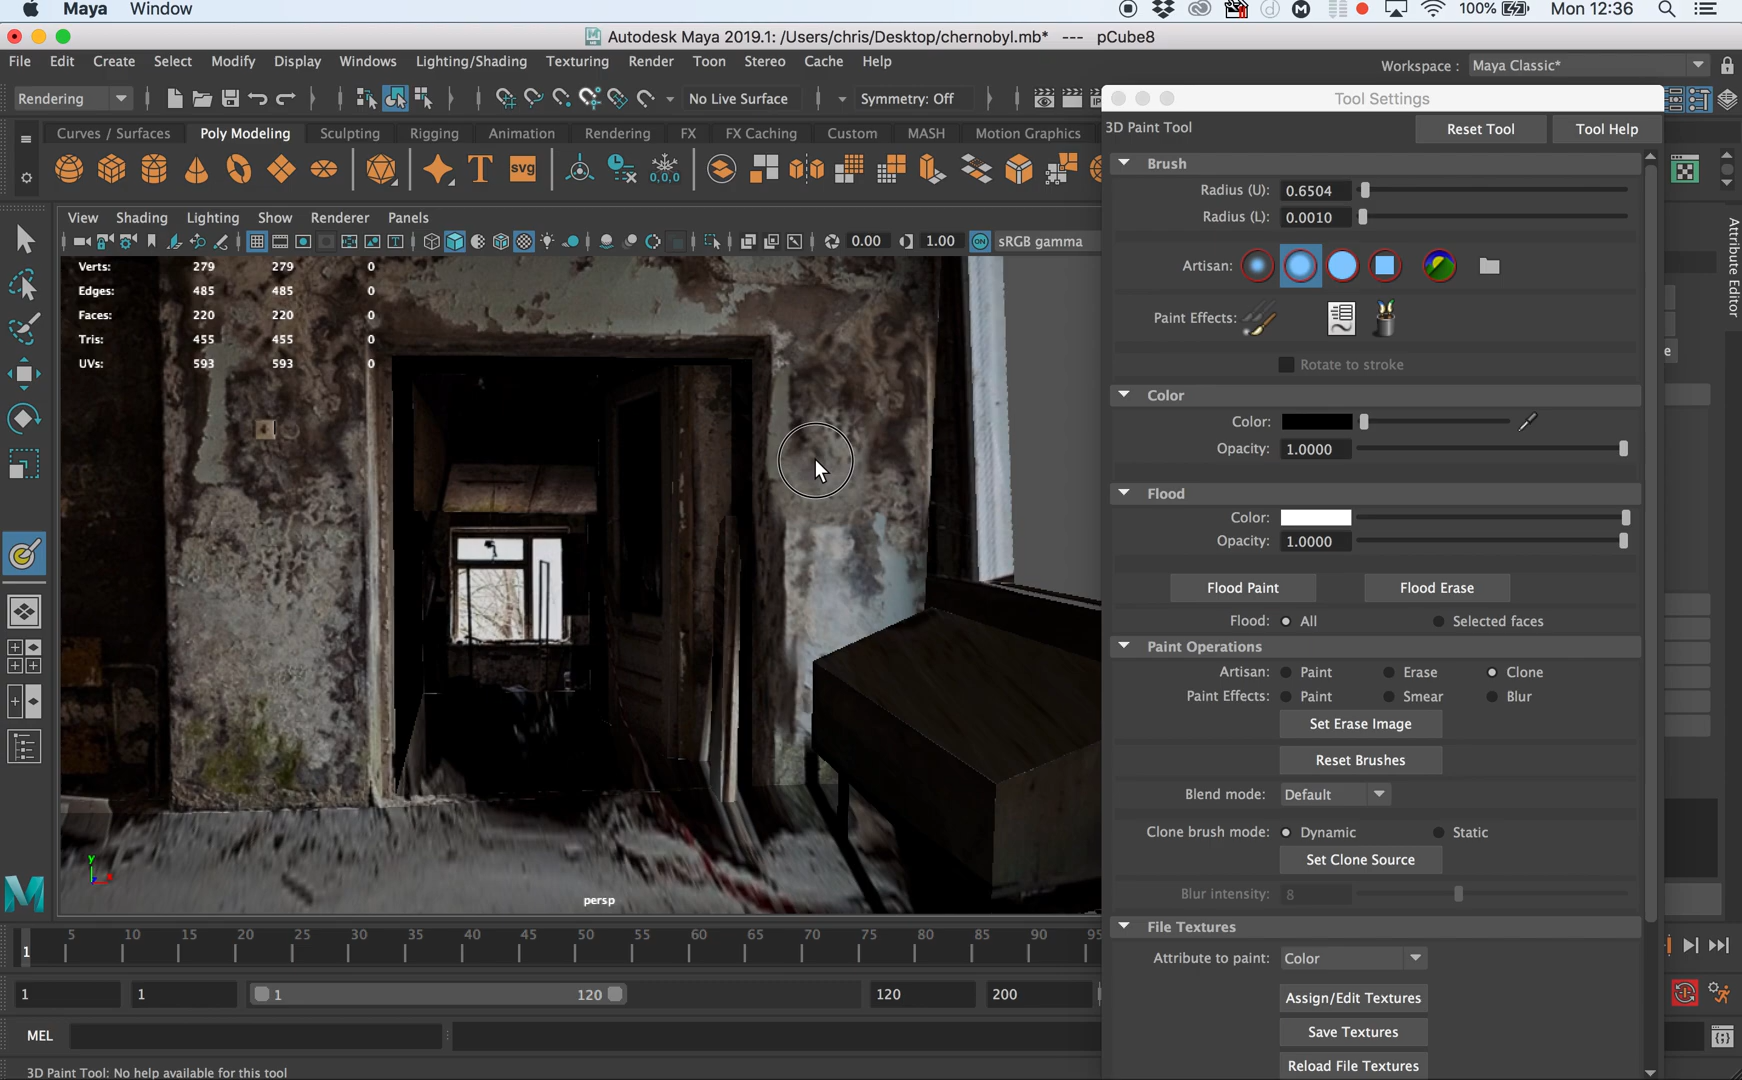 Maya Window 100% Mon 12:36
Autodesk Maya 2019.1: /Users/chris/Desktop/chernobyl.mb* --- pCube8
File Edit Create Select Modify Display Windows Lighting/Shading Texturing Render Toon Stereo Cache Help Workspace : Maya Classic*
Rendering No Live Surface Symmetry: Off
Tool Settings
Curves / Surfaces Poly Modeling Sculpting Rigging Animation Rendering FX FX Caching Custom MASH Motion Graphics
SVG 0,0,0
3D Paint Tool Reset Tool Tool Help
View Shading Lighting Show Renderer Panels
0.00 1.00 ON sRGB gamma
Verts: 279 279 0
Edges: 485 485 0
Faces: 220 220 0
Tris: 455 455 0
UVs: 593 593 0
y
persp
Brush
Radius (U): 0.6504
Radius (L): 0.0010
Artisan:
Paint Effects:
Rotate to stroke
Color
Color:
Opacity: 1.0000
Flood
Color:
Opacity: 1.0000
Flood Paint Flood Erase
Flood: All Selected faces
Paint Operations
Artisan: Paint Erase Clone
Paint Effects: Paint Smear Blur
Set Erase Image
Reset Brushes
Blend mode: Default
Clone brush mode: Dynamic Static
Set Clone Source
Blur intensity: 8
File Textures
Attribute to paint: Color
Assign/Edit Textures
Save Textures
Reload File Textures
Attribute Editor
1 5 10 15 20 25 30 35 40 45 50 55 60 65 70 75 80 85 90 95
1 1 1 120 120 200
MEL
3D Paint Tool: No help available for this tool